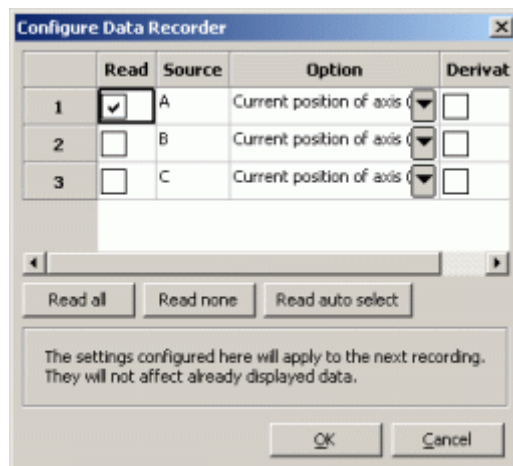 Configure Data Recorder
Read Source Option Derivat
1 A Current position of axis (
2 B Current position of axis (
3 C Current position of axis (
Read all Read none Read auto select
The settings configured here will apply to the next recording.
They will not affect already displayed data.
OK Cancel